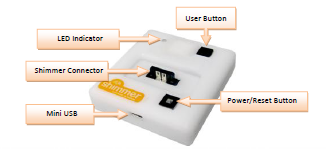 User Button
LED Indicator
Shimmer Connector
shimmer
Power/Reset Button
Mini USB